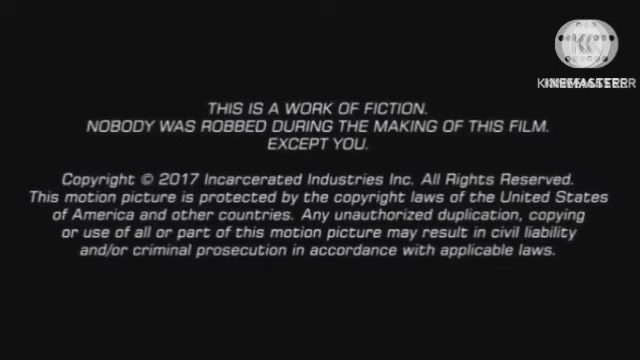 KINEMASTER
THIS IS A WORK OF FICTION.
NOBODY WAS ROBBED DURING THE MAKING OF THIS FILM.
EXCEPT YOU.
Copyright © 2017 Incarcerated Industries Inc. All Rights Reserved.
This motion picture is protected by the copyright laws of the United States
of America and other countries. Any unauthorized duplication, copying
or use of all or part of this motion picture may result in civil liability
and/or criminal prosecution in accordance with applicable laws.